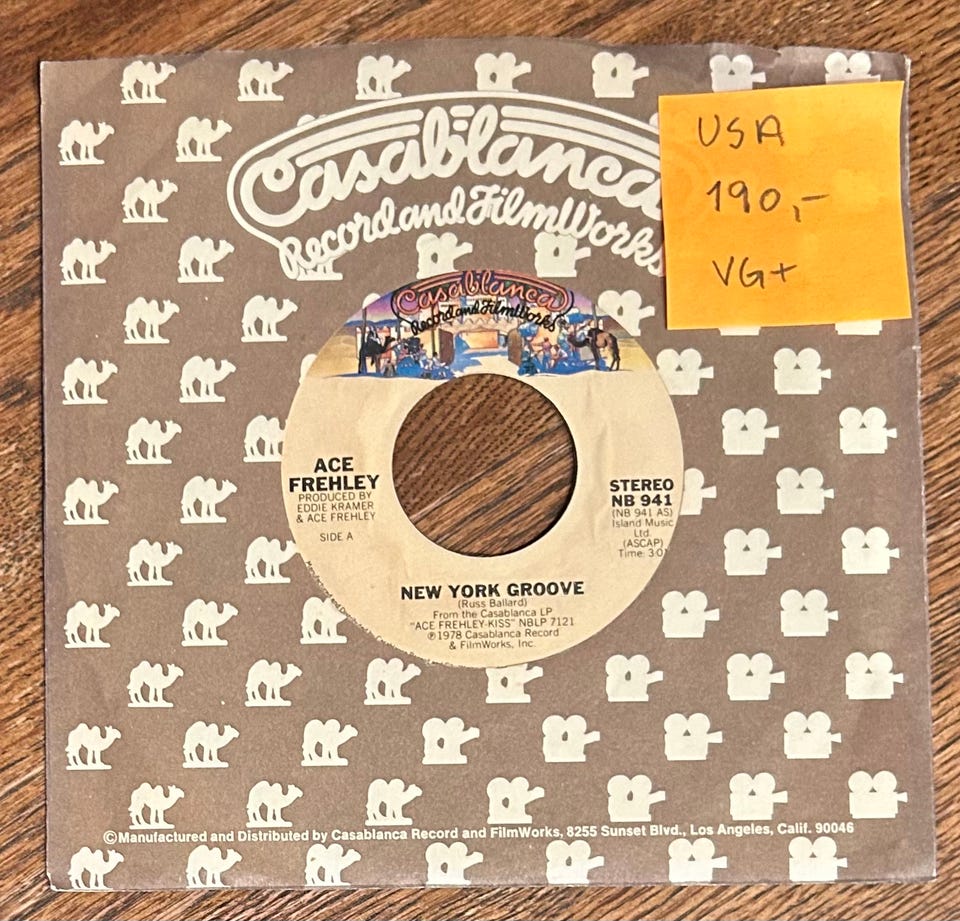 Casablanca
Record and FilmWorks
USA
190,-
VG+
Casablanca
Record and FilmWorks
ACE
FREHLEY
PRODUCED BY
EDDIE KRAMER
& ACE FREHLEY
SIDE A
STEREO
NB 941
(NB 941 AS)
Island Music
Ltd.
(ASCAP)
Time: 3:01
NEW YORK GROOVE
(Russ Ballard)
From the Casablanca LP
"ACE FREHLEY-KISS" NBLP 7121
℗1978 Casablanca Record
& FilmWorks, Inc.
©Manufactured and Distributed by Casablanca Record and FilmWorks, 8255 Sunset Blvd., Los Angeles, Calif. 90046